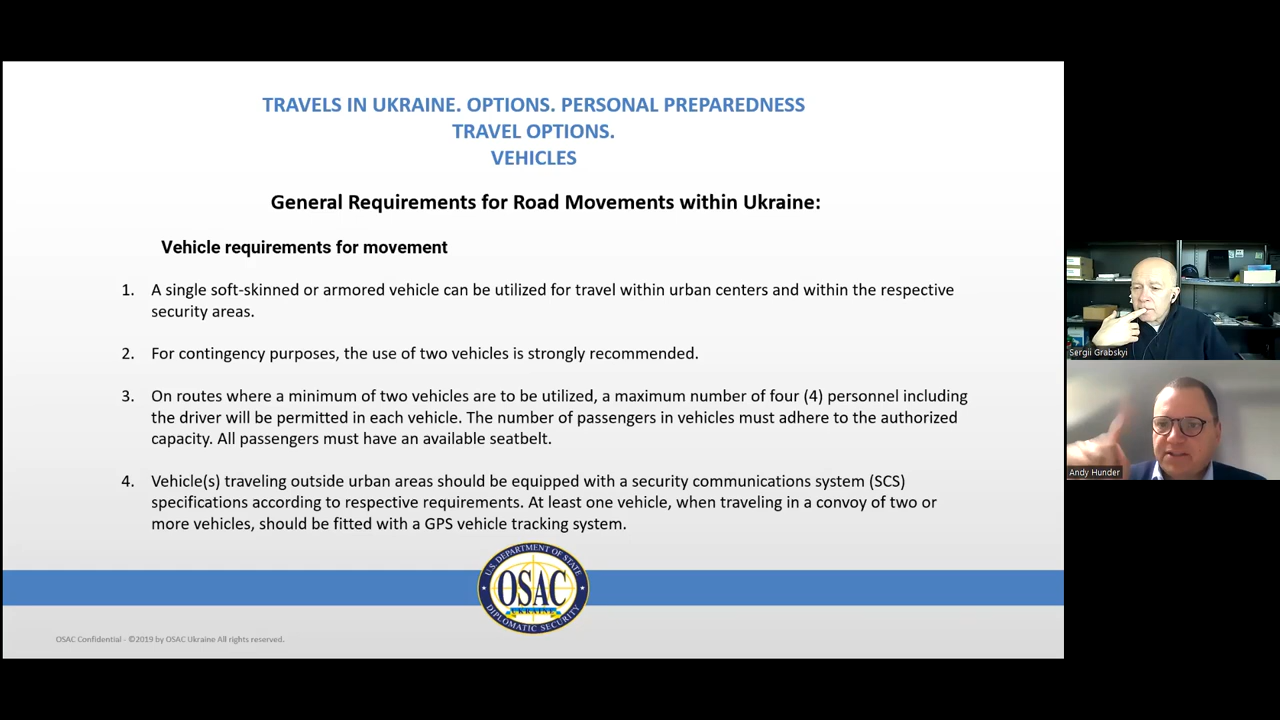 TRAVELS IN UKRAINE. OPTIONS. PERSONAL PREPAREDNESS
TRAVEL OPTIONS.
VEHICLES
General Requirements for Road Movements within Ukraine:
Vehicle requirements for movement
1. A single soft-skinned or armored vehicle can be utilized for travel within urban centers and within the respective
security areas.
2. For contingency purposes, the use of two vehicles is strongly recommended.
3. On routes where a minimum of two vehicles are to be utilized, a maximum number of four (4) personnel including
the driver will be permitted in each vehicle. The number of passengers in vehicles must adhere to the authorized
capacity. All passengers must have an available seatbelt.
4. Vehicle(s) traveling outside urban areas should be equipped with a security communications system (SCS)
specifications according to respective requirements. At least one vehicle, when traveling in a convoy of two or
more vehicles, should be fitted with a GPS vehicle tracking system.
U.S. DEPARTMENT OF STATE
OSAC
UKRAINE
DIPLOMATIC SECURITY
OSAC Confidential - ©2019 by OSAC Ukraine All rights reserved.
Sergii Grabskyi
Andy Hunder